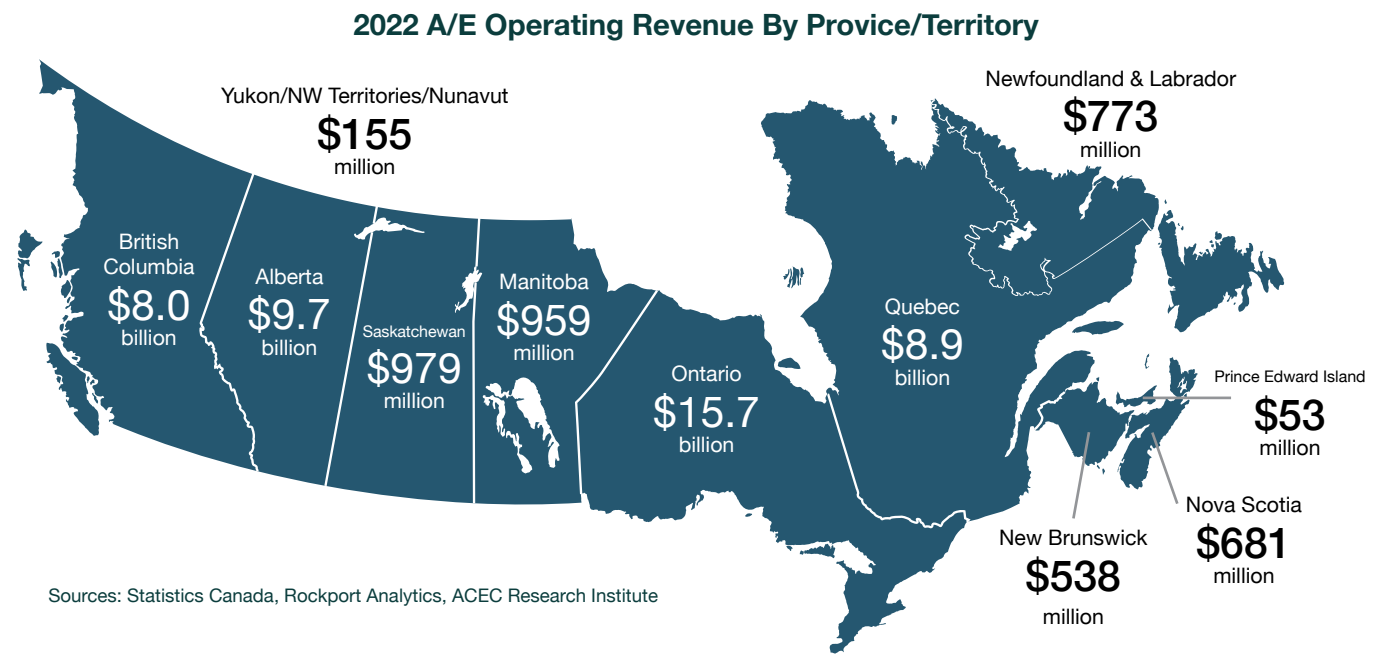 2022 A/E Operating Revenue By Provice/Territory
Yukon/NW Territories/Nunavut
$155
million
Newfoundland & Labrador
$773
million
British
Columbia
$8.0
billion
Alberta
$9.7
billion
Saskatchewan
$979
million
Manitoba
$959
million
Ontario
$15.7
billion
Quebec
$8.9
billion
Prince Edward Island
$53
million
Nova Scotia
$681
million
New Brunswick
$538
million
Sources: Statistics Canada, Rockport Analytics, ACEC Research Institute